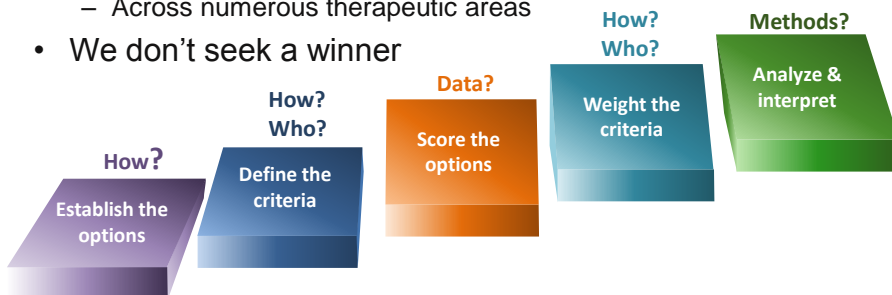 – Across numerous therapeutic areas
• We don’t seek a winner
How?
Establish the
options
How?
Who?
Define the
criteria
Data?
Score the
options
How?
Who?
Weight the
criteria
Methods?
Analyze &
interpret